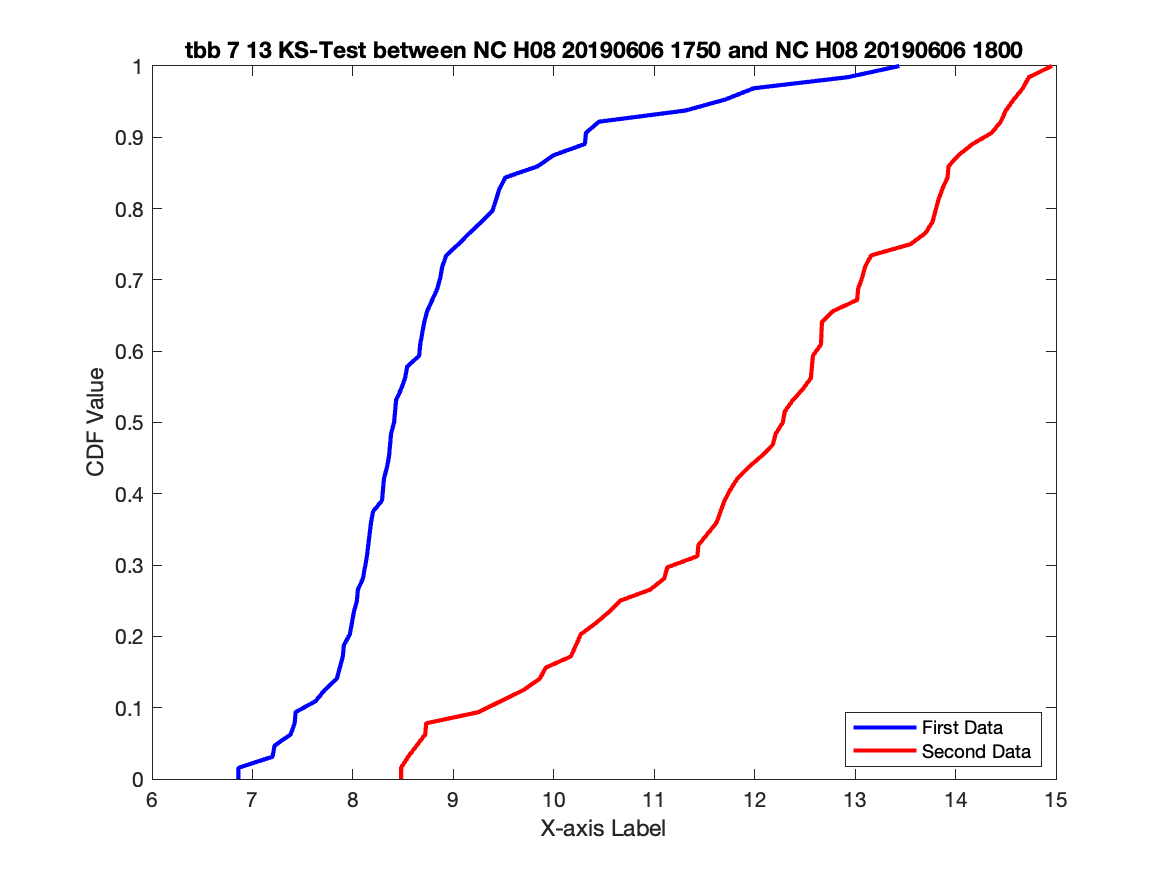 tbb 7 13 KS-Test between NC H08 20190606 1750 and NC H08 20190606 1800
1
0.9
0.8
0.7
0.6
0.5
0.4
0.3
0.2
0.1
0
CDF Value
First Data
Second Data
6 7 8 9 10 11 12 13 14 15
X-axis Label